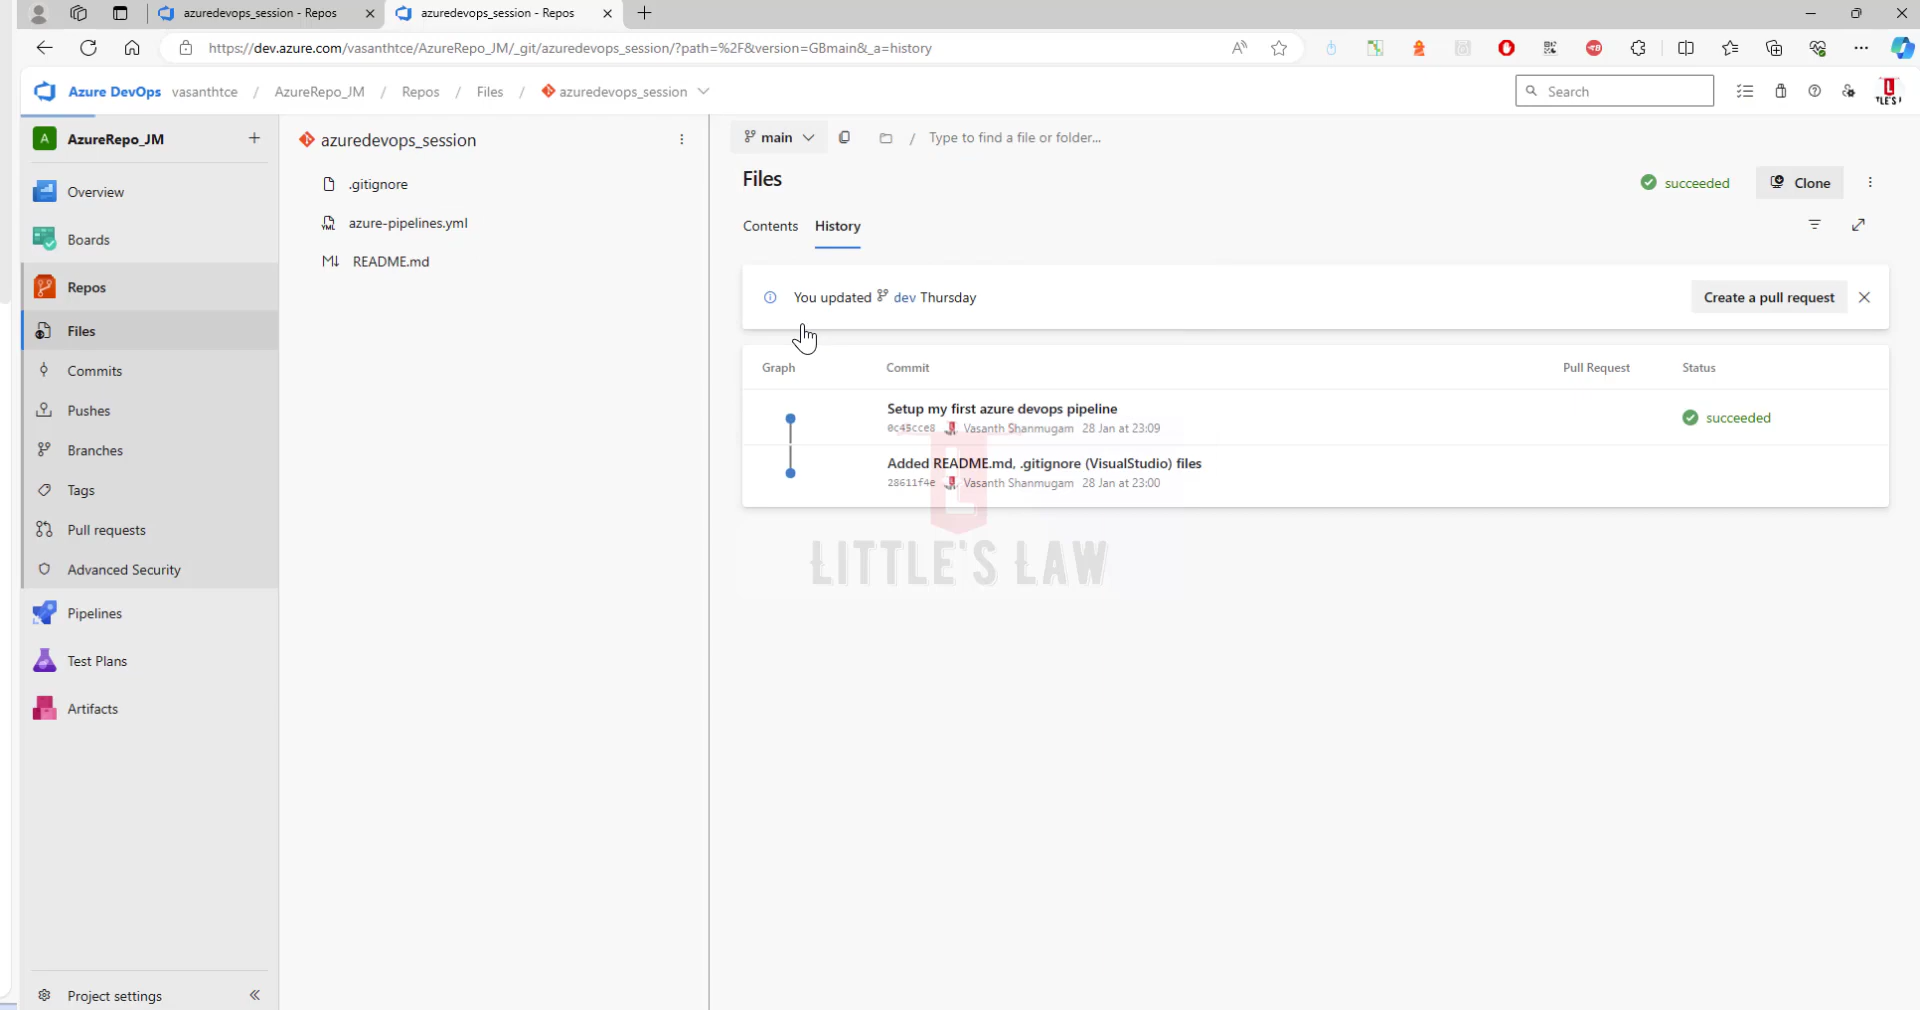 azuredevops_session - Repos
azuredevops_session - Repos
https://dev.azure.com/vasanthtce/AzureRepo_JM/_git/azuredevops_session/?path=%2F&version=GBmain&_a=history
Azure DevOps vasanthtce / AzureRepo_JM / Repos / Files / azuredevops_session
Search
A AzureRepo_JM
Overview
Boards
Repos
Files
Commits
Pushes
Branches
Tags
Pull requests
Advanced Security
Pipelines
Test Plans
Artifacts
Project settings
azuredevops_session
.gitignore
azure-pipelines.yml
README.md
main / Type to find a file or folder...
Files
succeeded
Clone
Contents History
You updated dev Thursday
Create a pull request
Graph Commit Pull Request Status
Setup my first azure devops pipeline
0c45cce8 Vasanth Shanmugam 28 Jan at 23:09
succeeded
Added README.md, .gitignore (VisualStudio) files
28611f4e Vasanth Shanmugam 28 Jan at 23:00
L
LITTLE'S LAW